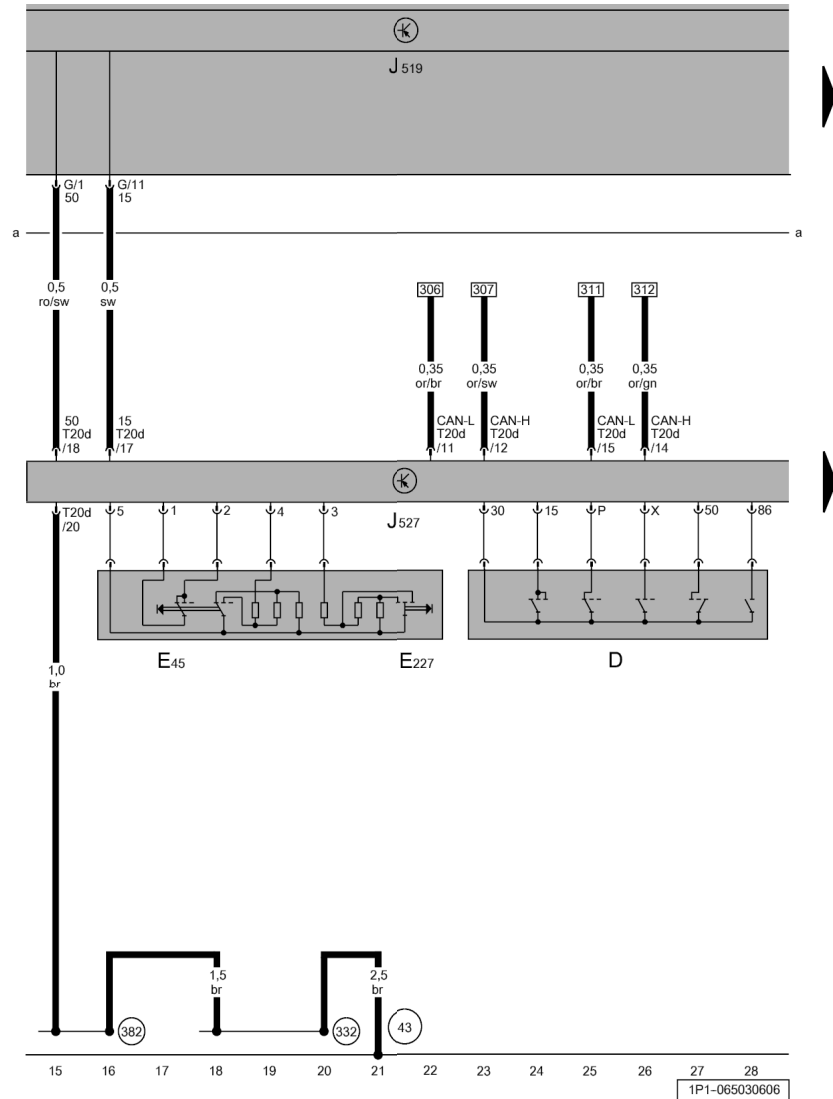 J519
G/1 G/11
50 15
a a
306 307 311 312
0,5 0,5
ro/sw sw
0,35 0,35 0,35 0,35
or/br or/sw or/br or/gn
50 15 CAN-L CAN-H CAN-L CAN-H
T20d T20d T20d T20d T20d T20d
/18 /17 /11 /12 /15 /14
T20d 5 1 2 4 3 30 15 P X 50 86
/20
J527
E45 E227 D
1,0
br
1,5 2,5
br br
382 332 43
15 16 17 18 19 20 21 22 23 24 25 26 27 28
1P1-065030606